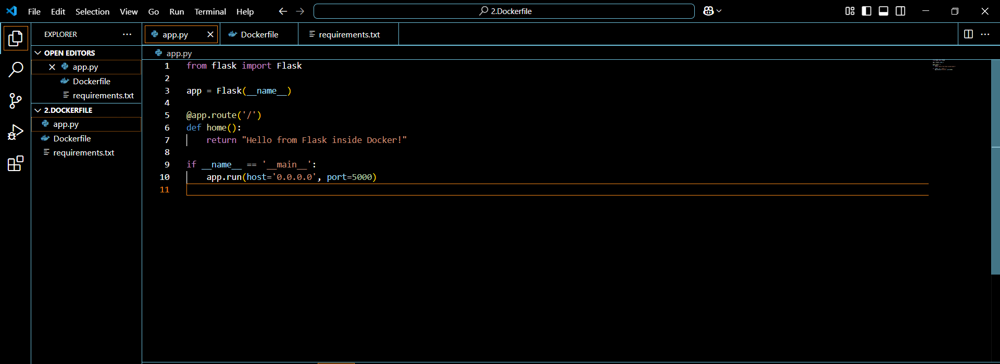 File Edit Selection View Go Run Terminal Help
2.Dockerfile
EXPLORER
OPEN EDITORS
app.py
Dockerfile
requirements.txt
2.DOCKERFILE
app.py
Dockerfile
requirements.txt
app.py Dockerfile requirements.txt
app.py
1 from flask import Flask
2
3 app = Flask(__name__)
4
5 @app.route('/')
6 def home():
7     return "Hello from Flask inside Docker!"
8
9 if __name__ == '__main__':
10     app.run(host='0.0.0.0', port=5000)
11